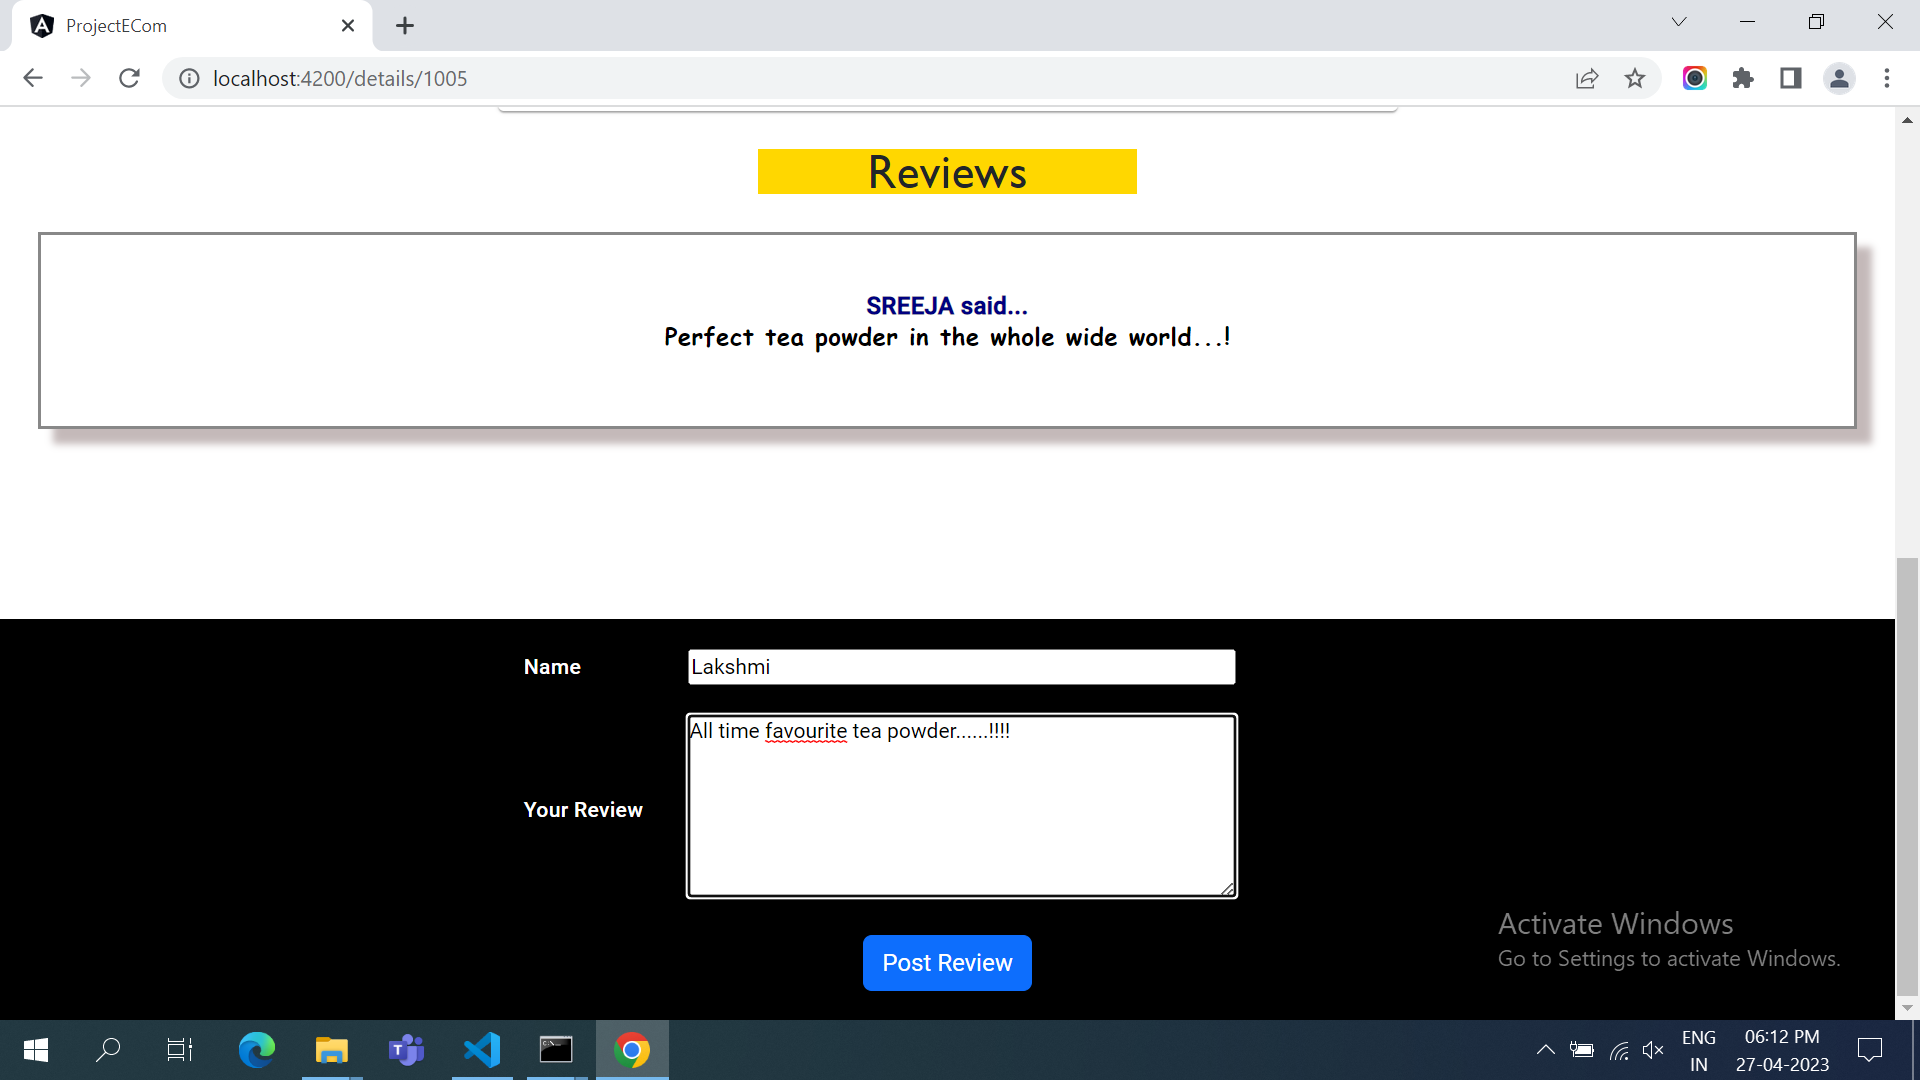 ProjectECom
localhost:4200/details/1005
Reviews
SREEJA said...
Perfect tea powder in the whole wide world...!
Name
Lakshmi
All time favourite tea powder......!!!!
Your Review
Post Review
Activate Windows
Go to Settings to activate Windows.
ENG
IN
06:12 PM
27-04-2023